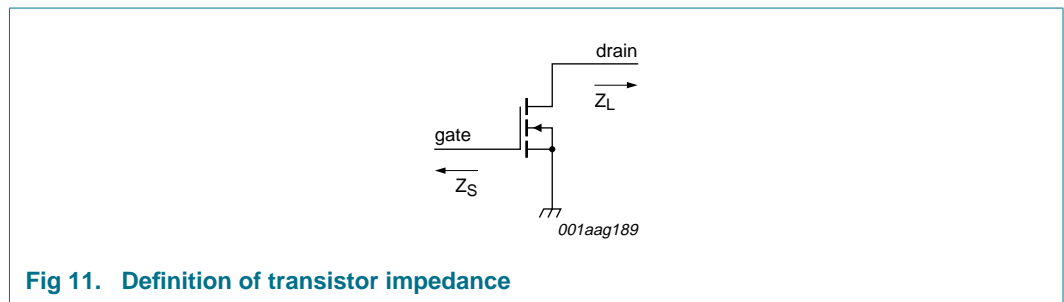 drain
Z_L
gate
Z_S
001aag189
Fig 11. Definition of transistor impedance